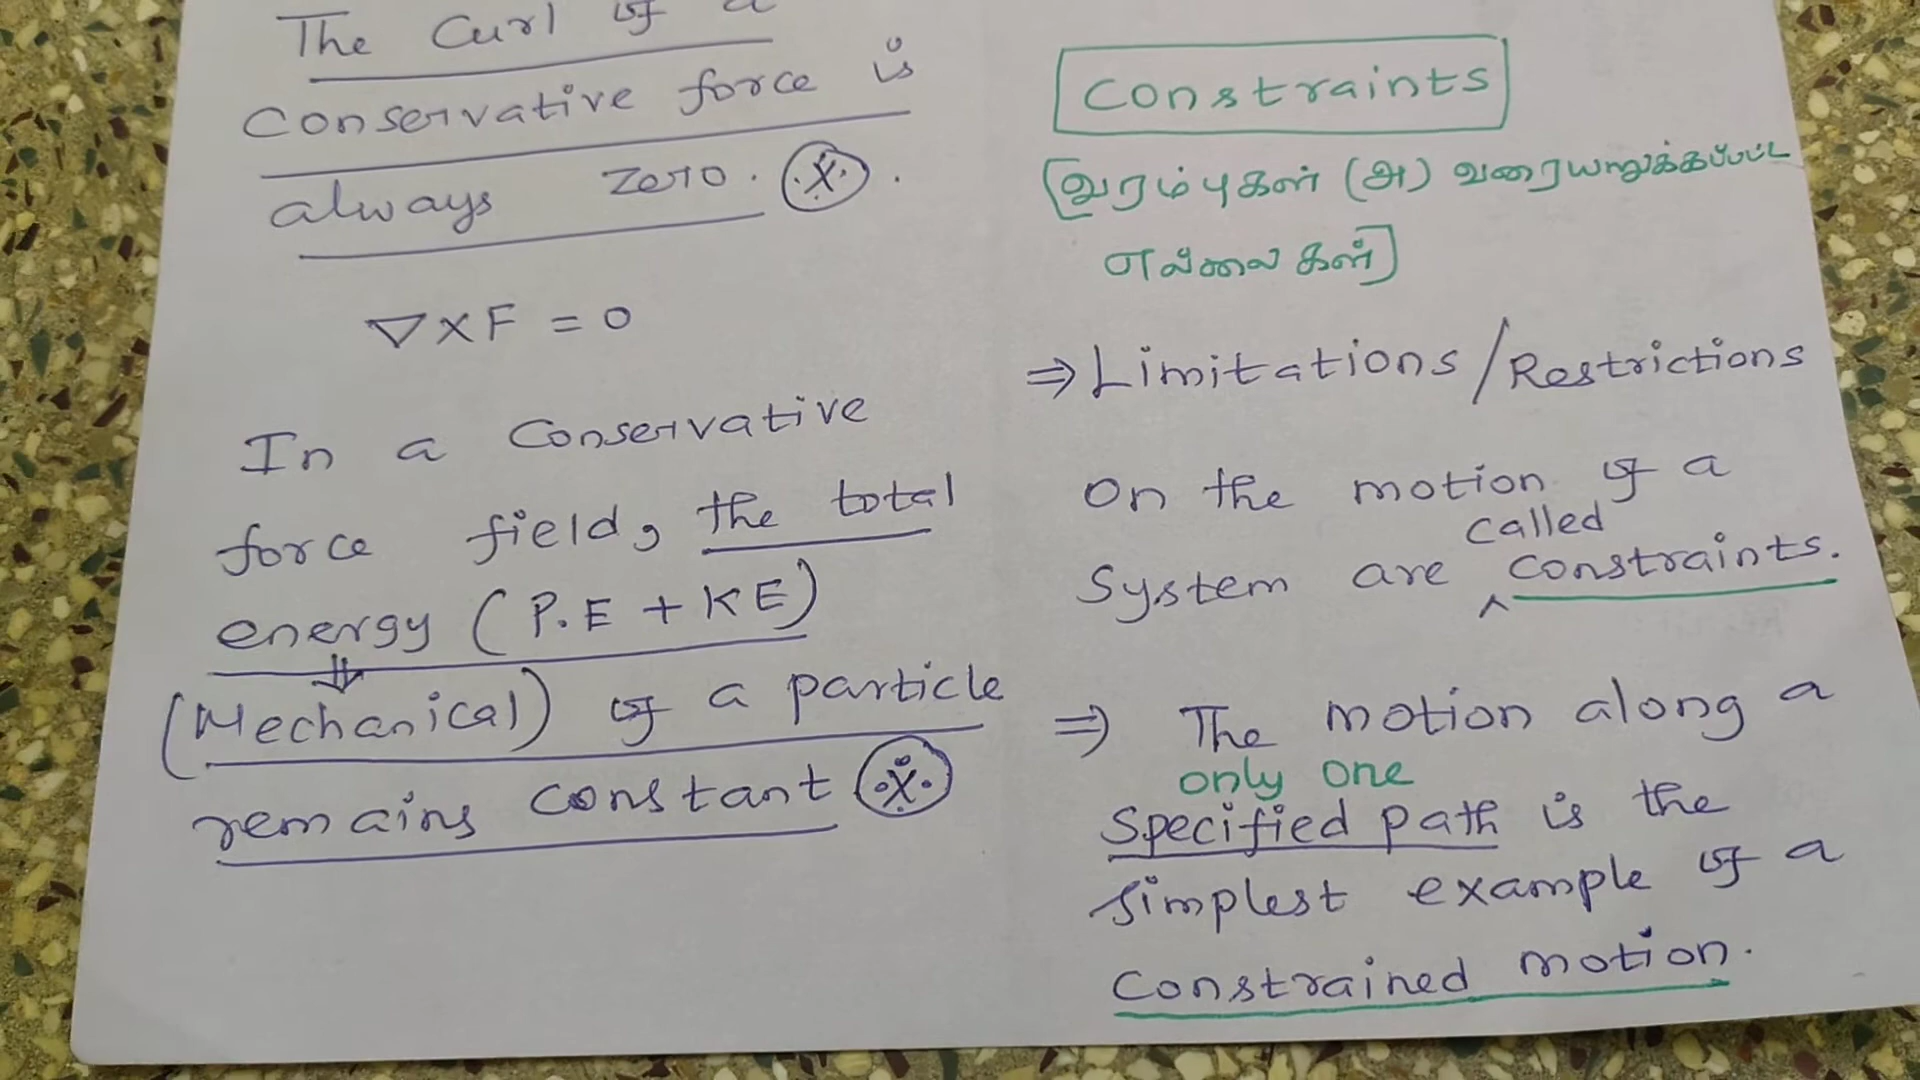 The Curl of a
Conservative force is
always zero.
∇×F = 0
In a Conservative
force field, the total
energy (P.E + KE)
⇓
(Mechanical) of a particle
remains constant
Constraints
[வரம்புகள் (அ) வரையறுக்கப்பட்ட
எல்லைகள்]
⇒ Limitations / Restrictions
On the motion of a
called
System are ^ constraints.
⇒ The motion along a
only one
Specified path is the
simplest example of a
Constrained motion.